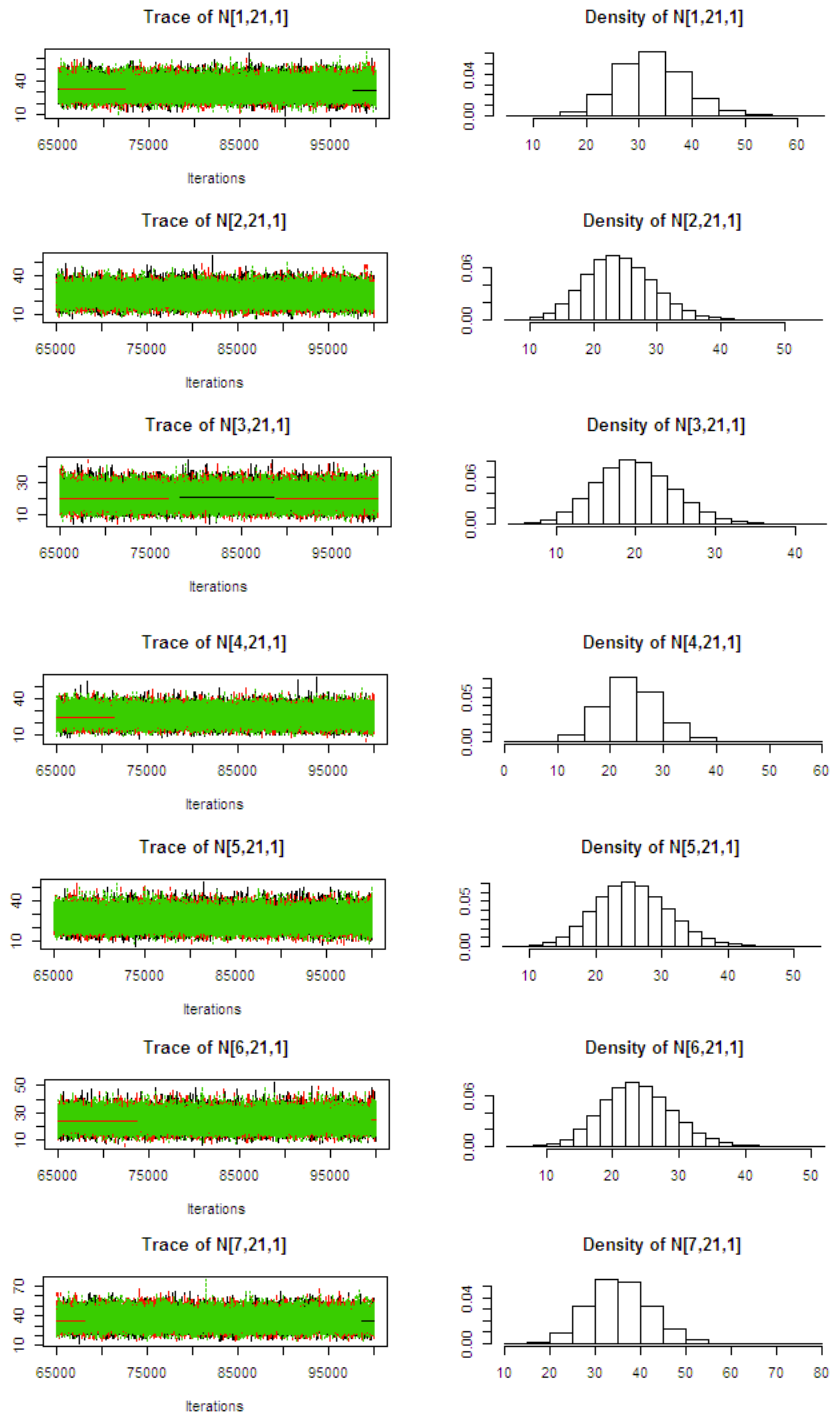 Trace of N[1,21,1]
Density of N[1,21,1]
10 40
65000 75000 85000 95000
Iterations
0.00 0.04
10 20 30 40 50 60
Trace of N[2,21,1]
Density of N[2,21,1]
10 40
65000 75000 85000 95000
Iterations
0.00 0.06
10 20 30 40 50
Trace of N[3,21,1]
Density of N[3,21,1]
10 30
65000 75000 85000 95000
Iterations
0.00 0.06
10 20 30 40
Trace of N[4,21,1]
Density of N[4,21,1]
10 40
65000 75000 85000 95000
Iterations
0.00 0.05
0 10 20 30 40 50 60
Trace of N[5,21,1]
Density of N[5,21,1]
10 40
65000 75000 85000 95000
Iterations
0.00 0.05
10 20 30 40 50
Trace of N[6,21,1]
Density of N[6,21,1]
10 30 50
65000 75000 85000 95000
Iterations
0.00 0.06
10 20 30 40 50
Trace of N[7,21,1]
Density of N[7,21,1]
10 40 70
65000 75000 85000 95000
Iterations
0.00 0.04
10 20 30 40 50 60 70 80